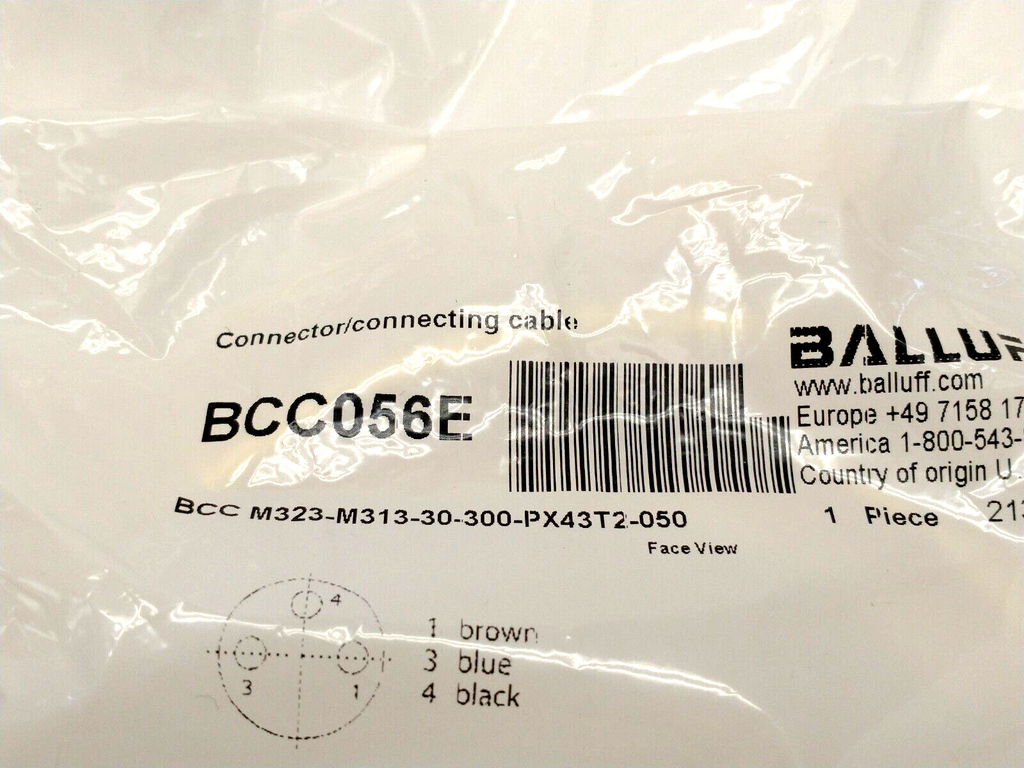 Connector/connecting cable
BALLUF
www.balluff.com
BCC056E
Europe +49 7158 17
America 1-800-543-
Country of origin U
BCC M323-M313-30-300-PX43T2-050
1 Piece 213
Face View
4
3
1
1 brown
3 blue
4 black